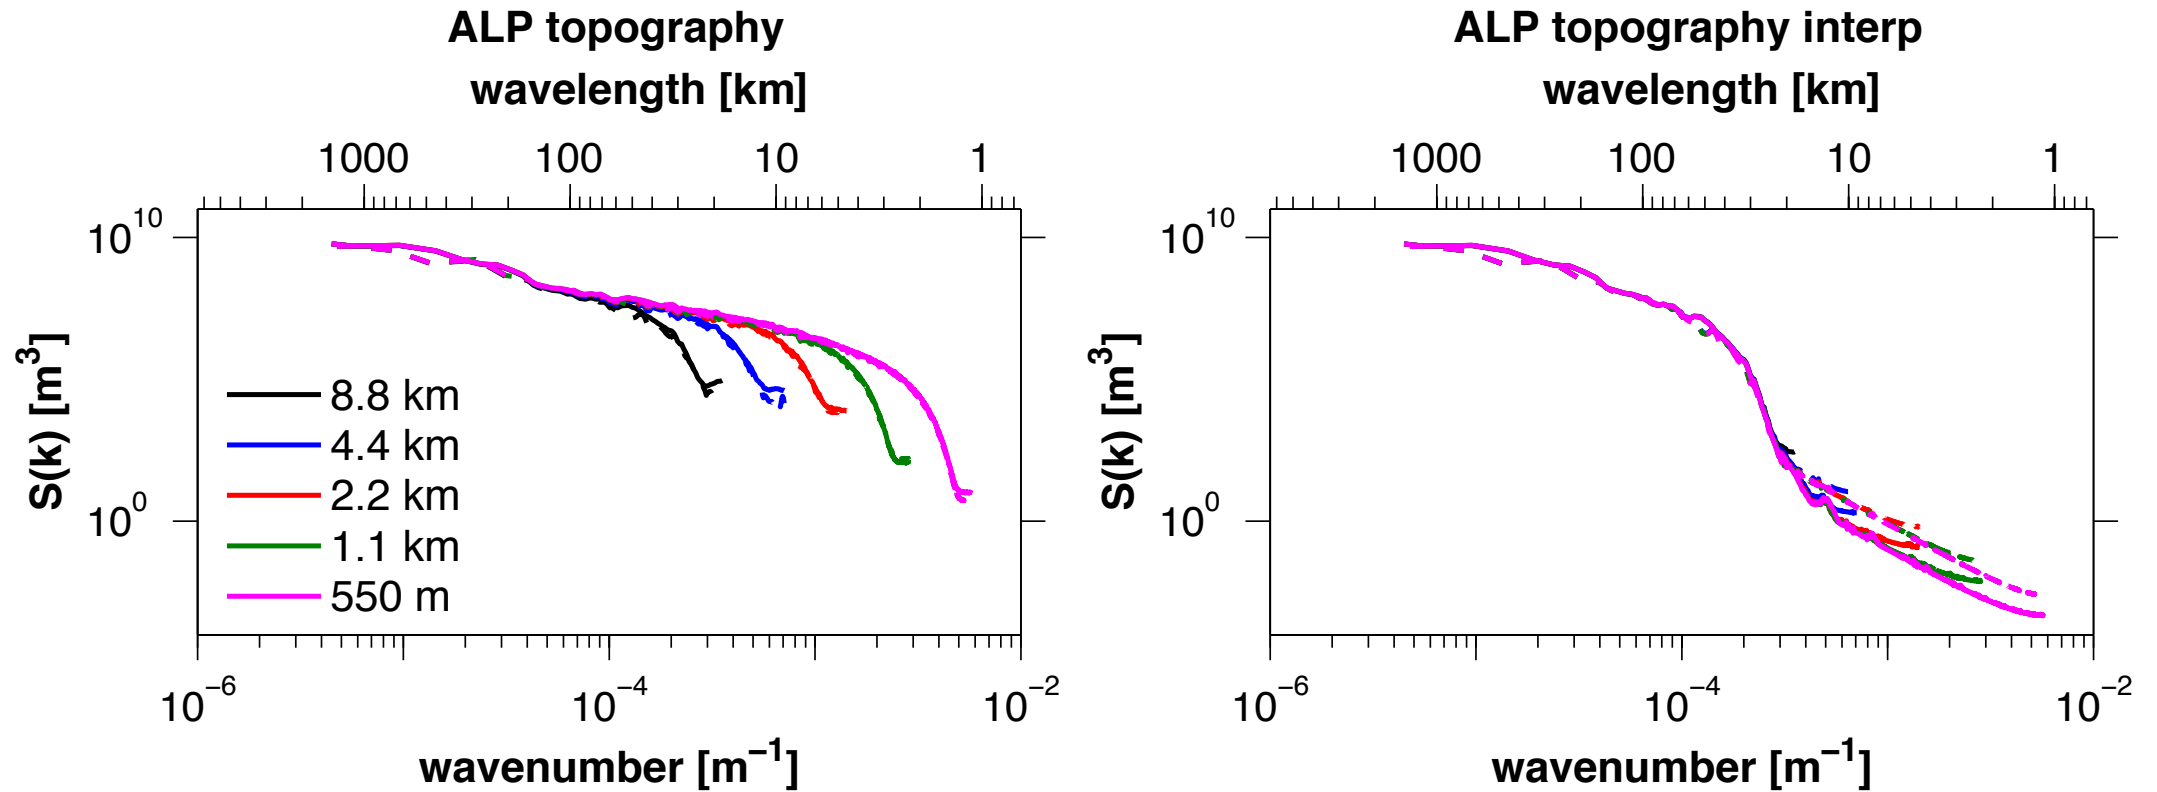 ALP topography
wavelength [km]
1000 100 10 1
10^10
10^0
S(k) [m^3]
8.8 km
4.4 km
2.2 km
1.1 km
550 m
10^−6 10^−4 10^−2
wavenumber [m^−1]
ALP topography interp
wavelength [km]
1000 100 10 1
10^10
10^0
S(k) [m^3]
10^−6 10^−4 10^−2
wavenumber [m^−1]